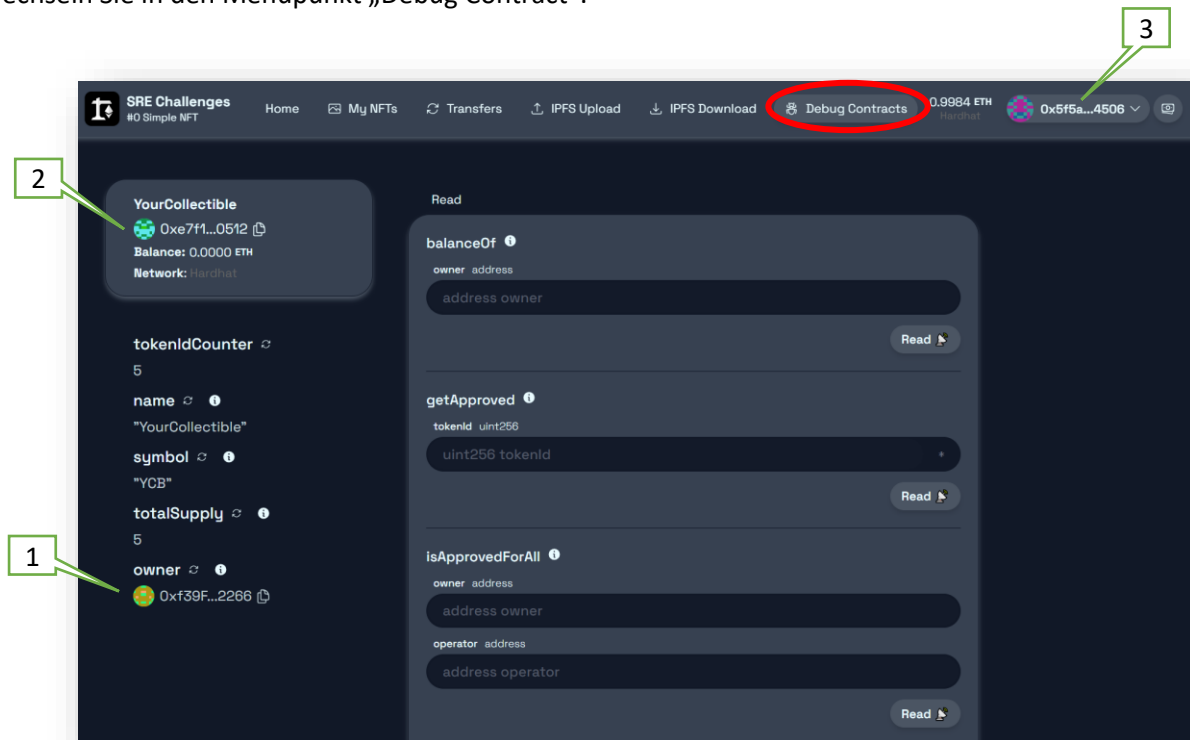 echseln Sie in den Menüpunkt „Debug Contract“.
3
SRE Challenges
#0 Simple NFT
Home
My NFTs
Transfers
IPFS Upload
IPFS Download
Debug Contracts
0.9984 ETH
Hardhat
0x5f5a...4506
2
YourCollectible
0xe7f1...0512
Balance: 0.0000 ETH
Network: Hardhat
tokenIdCounter
5
name
"YourCollectible"
symbol
"YCB"
totalSupply
5
1
owner
0xf39F...2266
Read
balanceOf
owner address
address owner
Read
getApproved
tokenId uint256
uint256 tokenId
*
Read
isApprovedForAll
owner address
address owner
operator address
address operator
Read